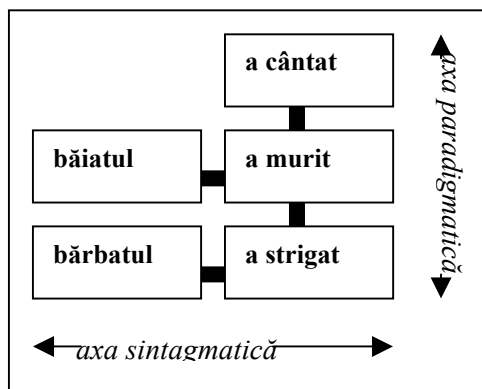 a cântat
băiatul a murit
bărbatul a strigat
axa sintagmatică
axa paradigmatică